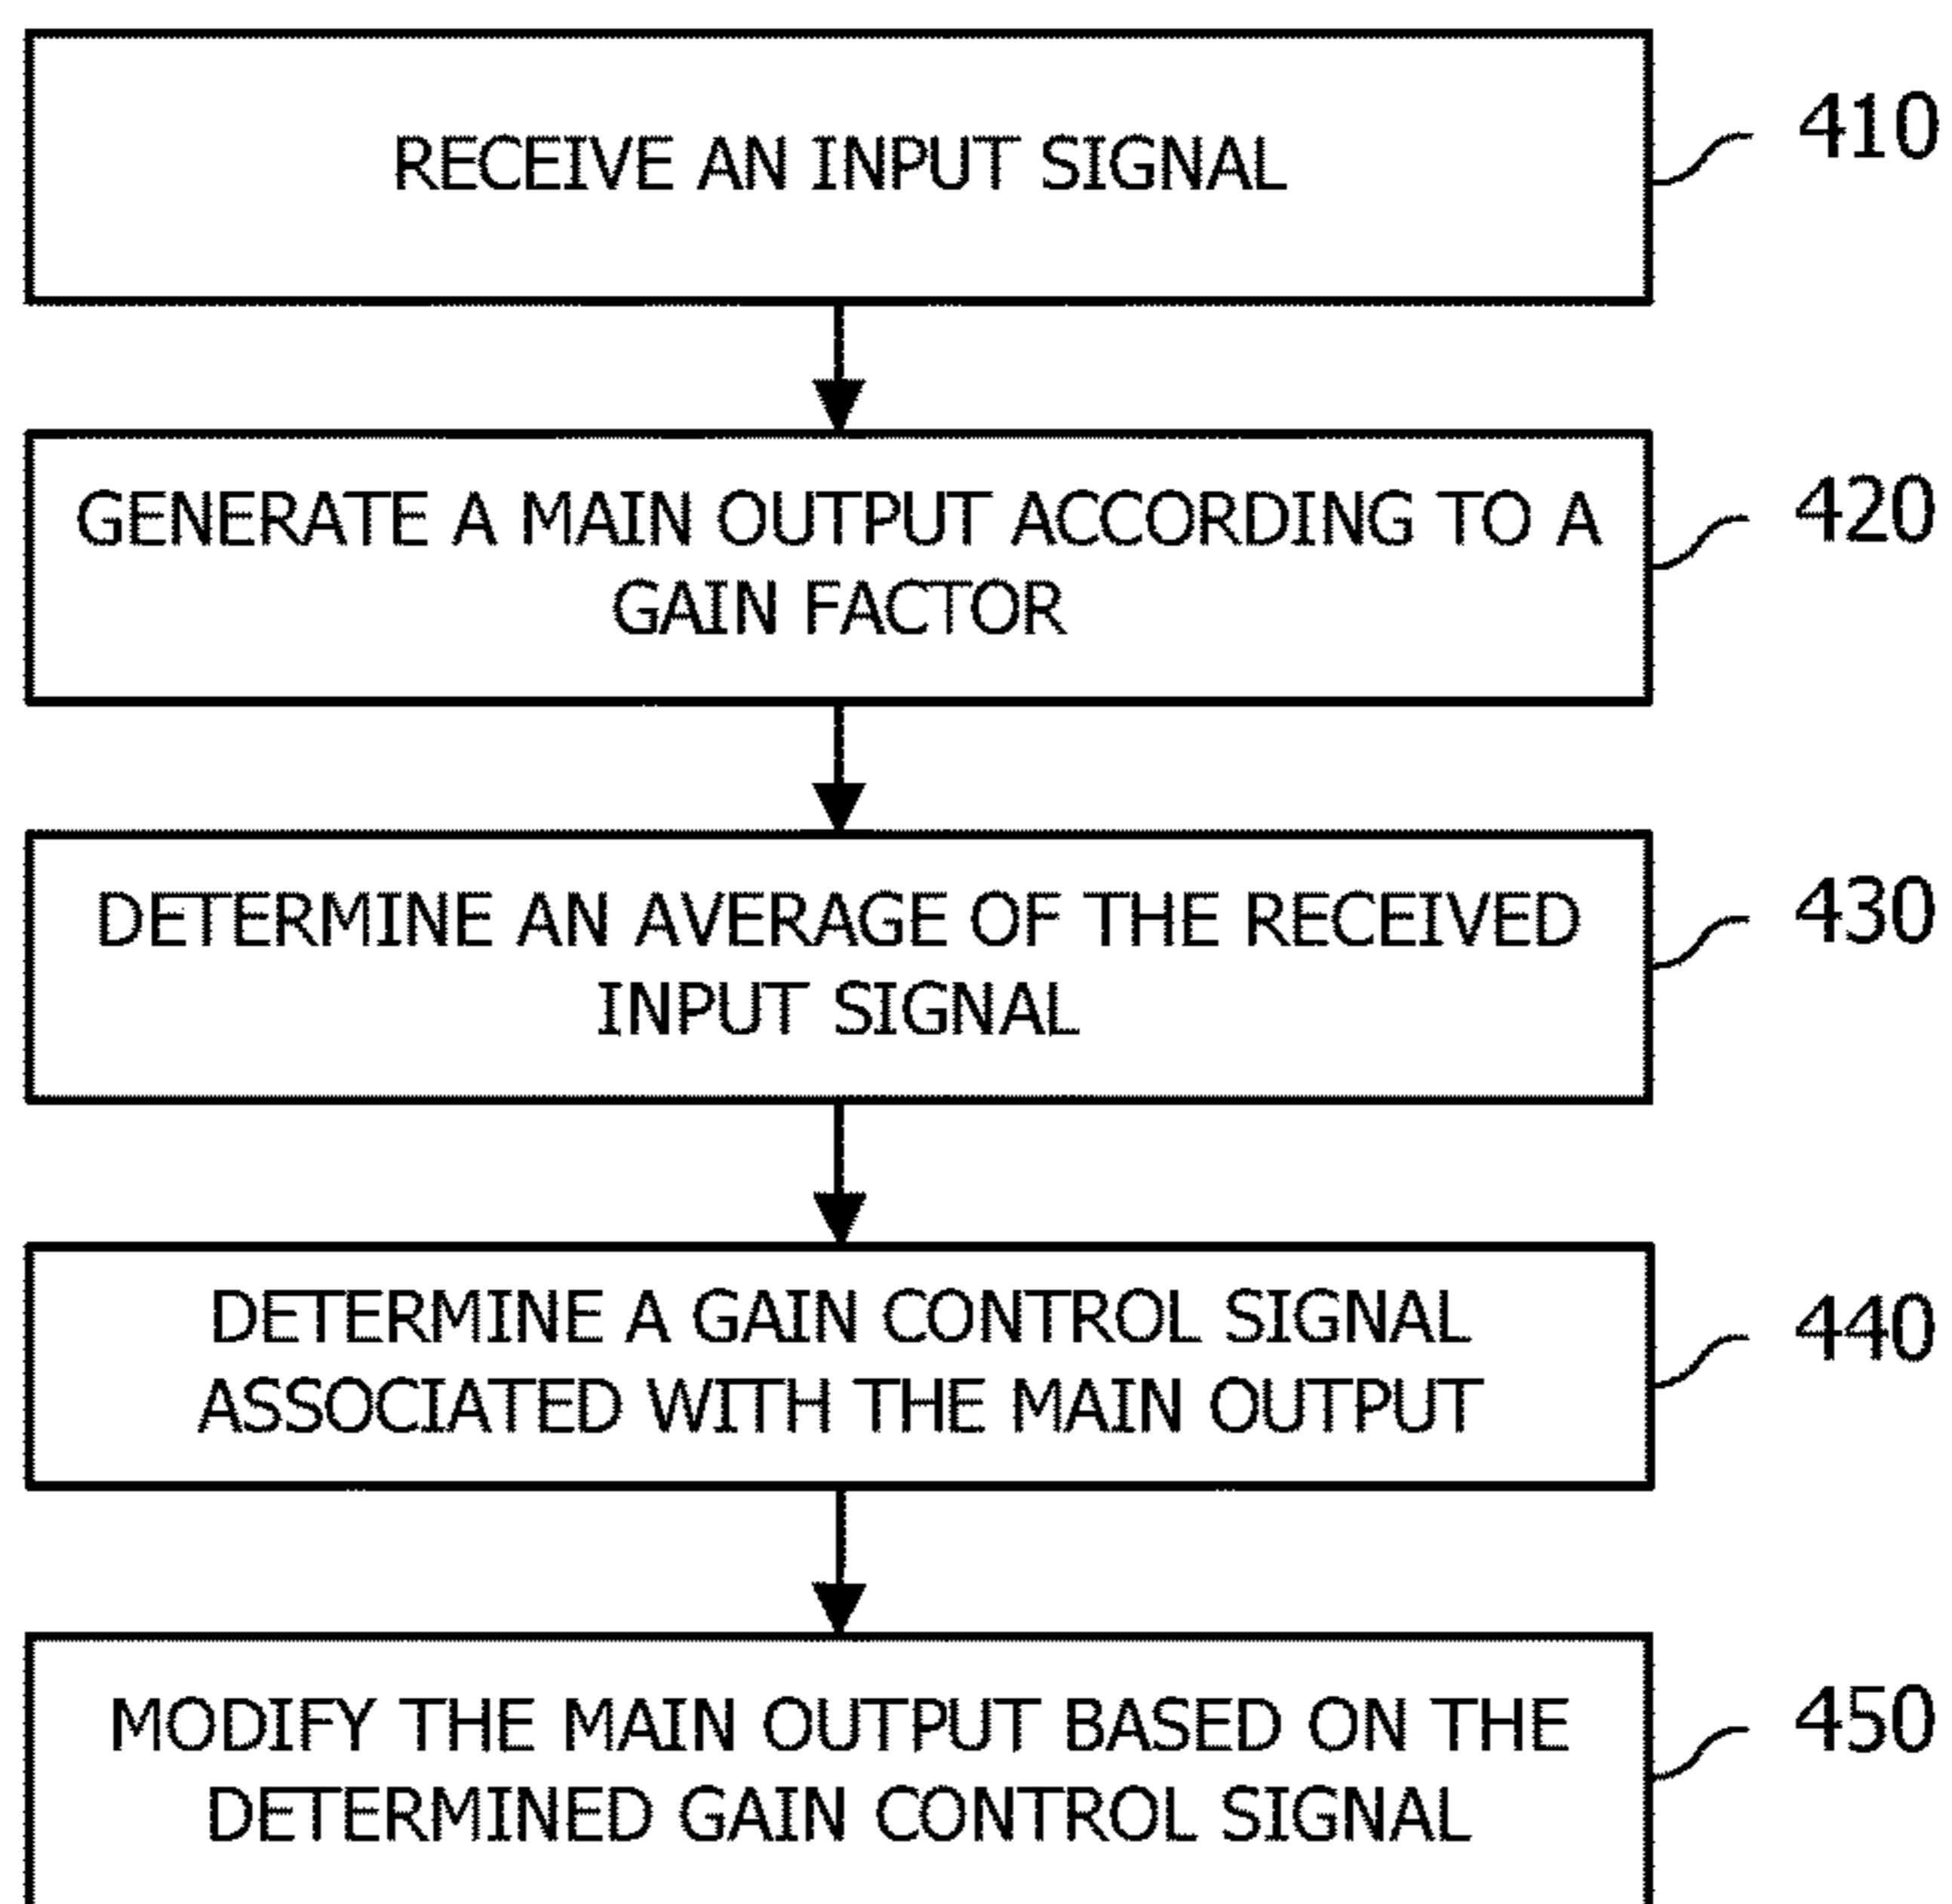 RECEIVE AN INPUT SIGNAL
410
GENERATE A MAIN OUTPUT ACCORDING TO A
GAIN FACTOR
420
DETERMINE AN AVERAGE OF THE RECEIVED
INPUT SIGNAL
430
DETERMINE A GAIN CONTROL SIGNAL
ASSOCIATED WITH THE MAIN OUTPUT
440
MODIFY THE MAIN OUTPUT BASED ON THE
DETERMINED GAIN CONTROL SIGNAL
450